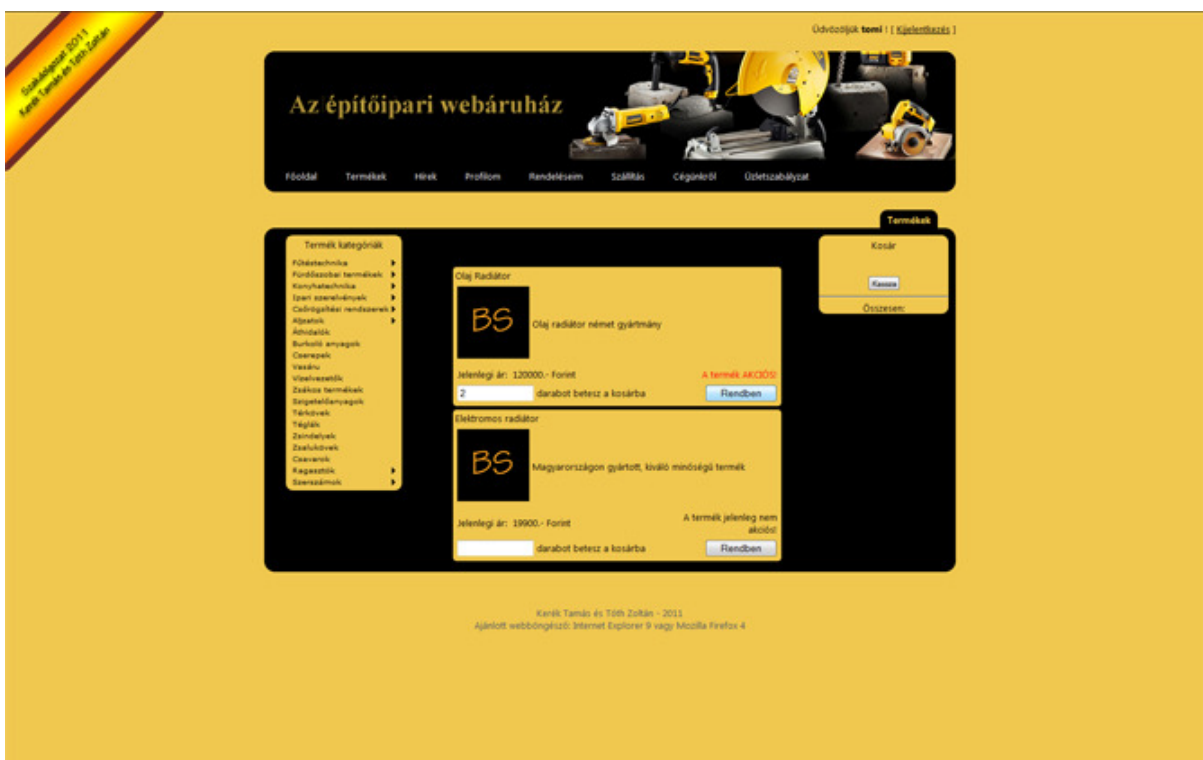 Szakdolgozat 2011
Kerék Tamás és Tóth Zoltán
Üdvözöljük tomi ! [ Kijelentkezés ]
Az építőipari webáruház
Főoldal Termékek Hírek Profilom Rendeléseim Szállítás Cégünkről Üzletszabályzat
Termékek
Termék kategóriák
Fűtéstechnika
Fürdőszobai termékek
Konyhatechnika
Ipari szerelvények
Csőrögzítési rendszerek
Aljzatok
Áthidalók
Burkoló anyagok
Cserepek
Vasáru
Vízelvezetők
Zsákos termékek
Szigetelőanyagok
Térkövek
Téglák
Zsindelyek
Zsalukövek
Csavarok
Ragasztók
Szerszámok
Olaj Radiátor
BS
Olaj radiátor német gyártmány
Jelenlegi ár: 120000.- Forint
A termék AKCIÓS!
2 darabot betesz a kosárba Rendben
Elektromos radiátor
BS
Magyarországon gyártott, kiváló minőségű termék
Jelenlegi ár: 19900.- Forint
A termék jelenleg nem
akciós!
darabot betesz a kosárba Rendben
Kosár
Kassza
Összesen:
Kerék Tamás és Tóth Zoltán - 2011
Ajánlott webböngésző: Internet Explorer 9 vagy Mozilla Firefox 4